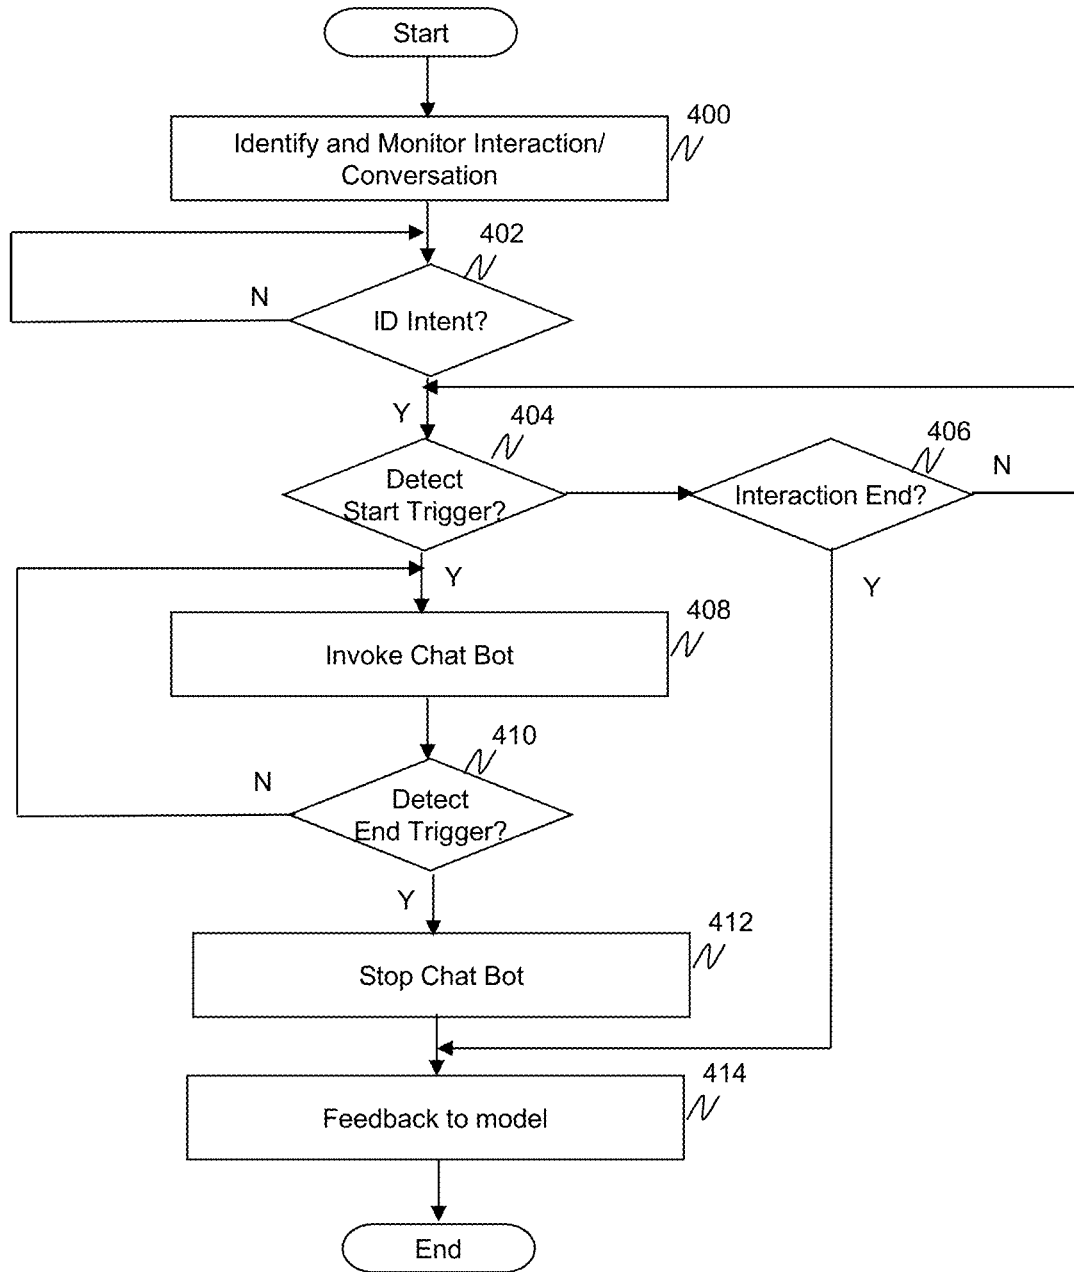 Start
400
Identify and Monitor Interaction/
Conversation
402
N
ID Intent?
Y
404
406
N
Detect
Start Trigger?
Interaction End?
Y
Y
408
Invoke Chat Bot
410
N
Detect
End Trigger?
Y
412
Stop Chat Bot
414
Feedback to model
End